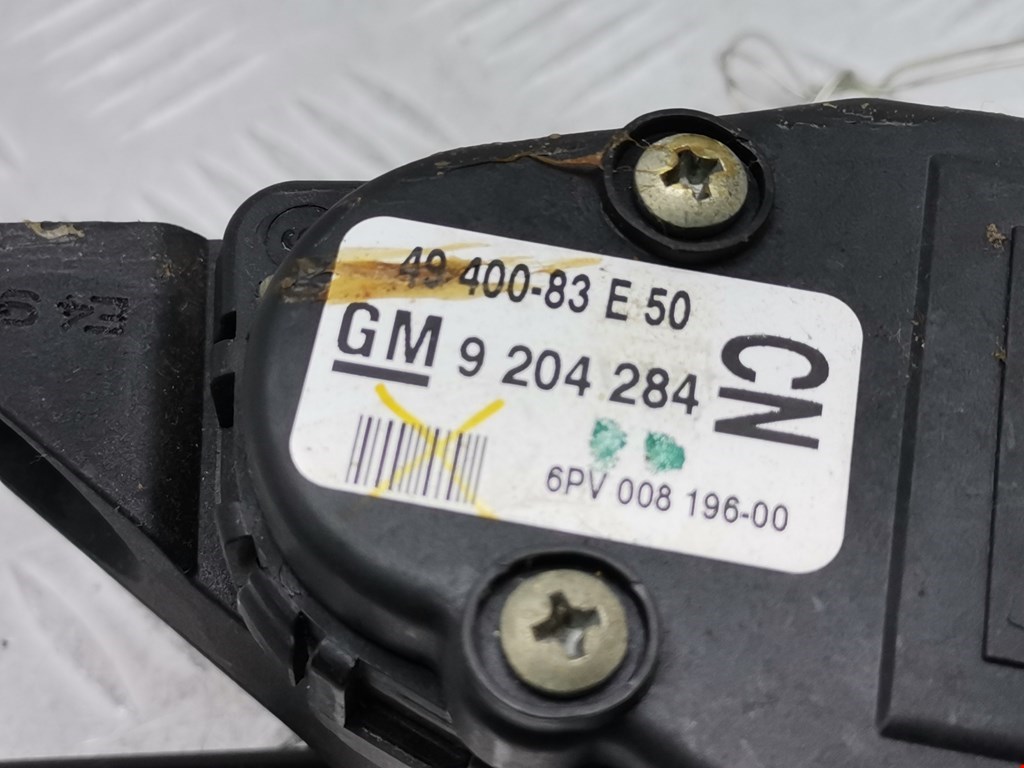 49 400-83 E 50
GM 9 204 284 CN
6PV 008 196-00